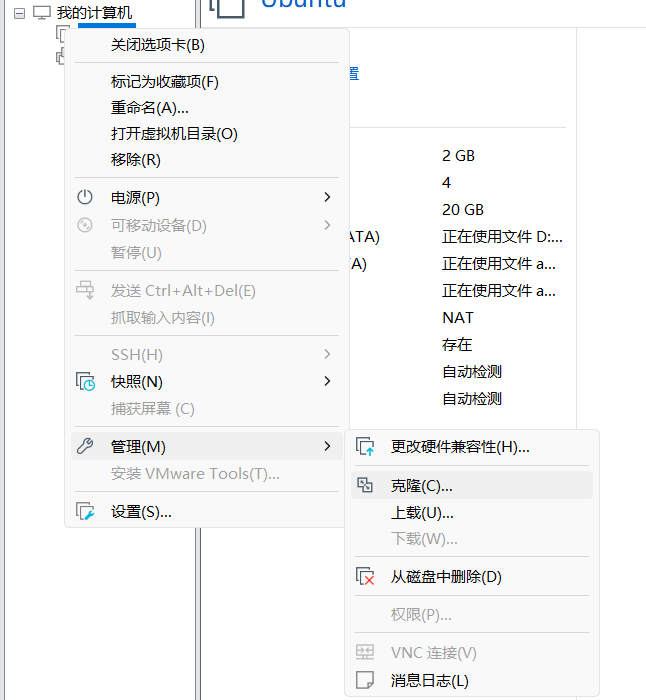 我的计算机
Ubuntu
关闭选项卡(B)
标记为收藏项(F)
重命名(A)...
打开虚拟机目录(O)
移除(R)
电源(P)
可移动设备(D)
暂停(U)
发送 Ctrl+Alt+Del(E)
抓取输入内容(I)
SSH(H)
快照(N)
捕获屏幕 (C)
管理(M)
安装 VMware Tools(T)...
设置(S)...
置
2 GB
4
20 GB
ATA) 正在使用文件 D:...
A) 正在使用文件 a...
正在使用文件 a...
NAT
存在
自动检测
自动检测
更改硬件兼容性(H)...
克隆(C)...
上载(U)...
下载(W)...
从磁盘中删除(D)
权限(P)...
VNC 连接(V)
消息日志(L)